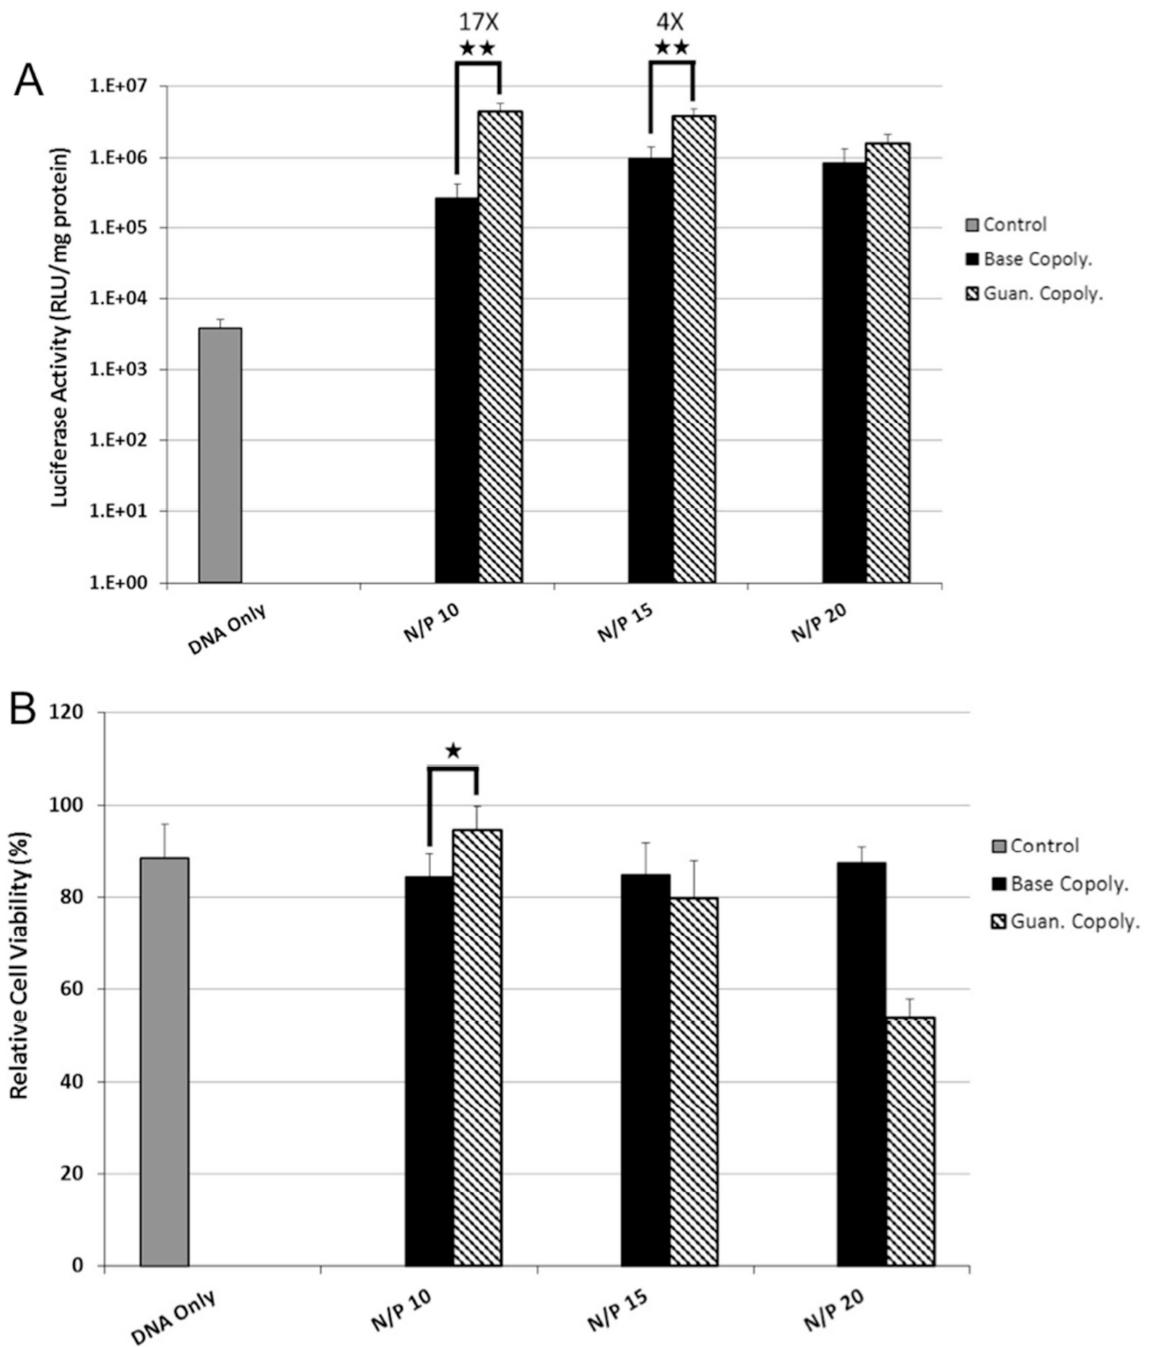 A
17X
★★
4X
★★
Luciferase Activity (RLU/mg protein)
1.E+07
1.E+06
1.E+05
1.E+04
1.E+03
1.E+02
1.E+01
1.E+00
DNA Only
N/P 10
N/P 15
N/P 20
Control
Base Copoly.
Guan. Copoly.
B
★
Relative Cell Viability (%)
120
100
80
60
40
20
0
DNA Only
N/P 10
N/P 15
N/P 20
Control
Base Copoly.
Guan. Copoly.